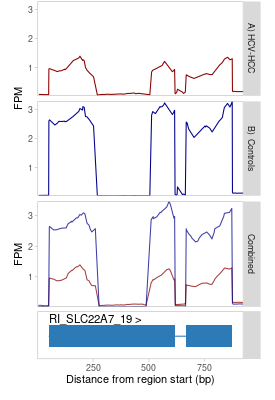 3
2
1
A) HCV-HCC
FPM
3
2
1
B) Controls
3
2
1
Combined
FPM
RI_SLC22A7_19 >
250 500 750
Distance from region start (bp)